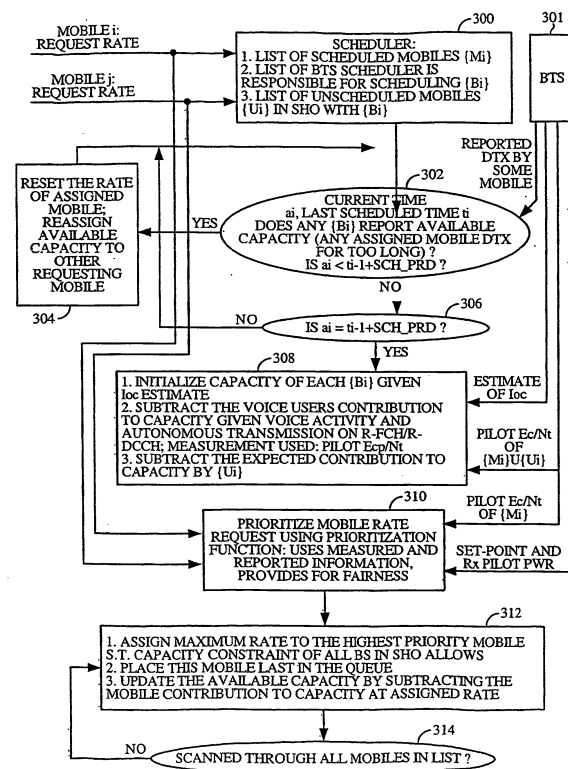 300
301
MOBILE i:
REQUEST RATE
SCHEDULER:
1. LIST OF SCHEDULED MOBILES {Mi}
2. LIST OF BTS SCHEDULER IS
RESPONSIBLE FOR SCHEDULING {Bi}
3. LIST OF UNSCHEDULED MOBILES
{Ui} IN SHO WITH {Bi}
BTS
MOBILE j:
REQUEST RATE
REPORTED
DTX BY
SOME
MOBILE
302
RESET THE RATE
OF ASSIGNED
MOBILE;
REASSIGN
AVAILABLE
CAPACITY TO
OTHER
REQUESTING
MOBILE
304
YES
CURRENT TIME
ai, LAST SCHEDULED TIME ti
DOES ANY {Bi} REPORT AVAILABLE
CAPACITY (ANY ASSIGNED MOBILE DTX
FOR TOO LONG) ?
IS ai < ti-1+SCH_PRD ?
NO
306
NO
IS ai = ti-1+SCH_PRD ?
YES
308
1. INITIALIZE CAPACITY OF EACH {Bi} GIVEN
Ioc ESTIMATE
2. SUBTRACT THE VOICE USERS CONTRIBUTION
TO CAPACITY GIVEN VOICE ACTIVITY AND
AUTONOMOUS TRANSMISSION ON R-FCH/R-
DCCH; MEASUREMENT USED: PILOT Ecp/Nt
3. SUBTRACT THE EXPECTED CONTRIBUTION TO
CAPACITY BY {Ui}
ESTIMATE
OF Ioc
PILOT Ec/Nt
OF
{Mi}U{Ui}
310
PRIORITIZE MOBILE RATE
REQUEST USING PRIORITIZATION
FUNCTION: USES MEASURED AND
REPORTED INFORMATION,
PROVIDES FOR FAIRNESS
PILOT Ec/Nt
OF {Mi}
SET-POINT AND
Rx PILOT PWR
312
1. ASSIGN MAXIMUM RATE TO THE HIGHEST PRIORITY MOBILE
S.T. CAPACITY CONSTRAINT OF ALL BS IN SHO ALLOWS
2. PLACE THIS MOBILE LAST IN THE QUEUE
3. UPDATE THE AVAILABLE CAPACITY BY SUBTRACTING THE
MOBILE CONTRIBUTION TO CAPACITY AT ASSIGNED RATE
314
NO
SCANNED THROUGH ALL MOBILES IN LIST ?